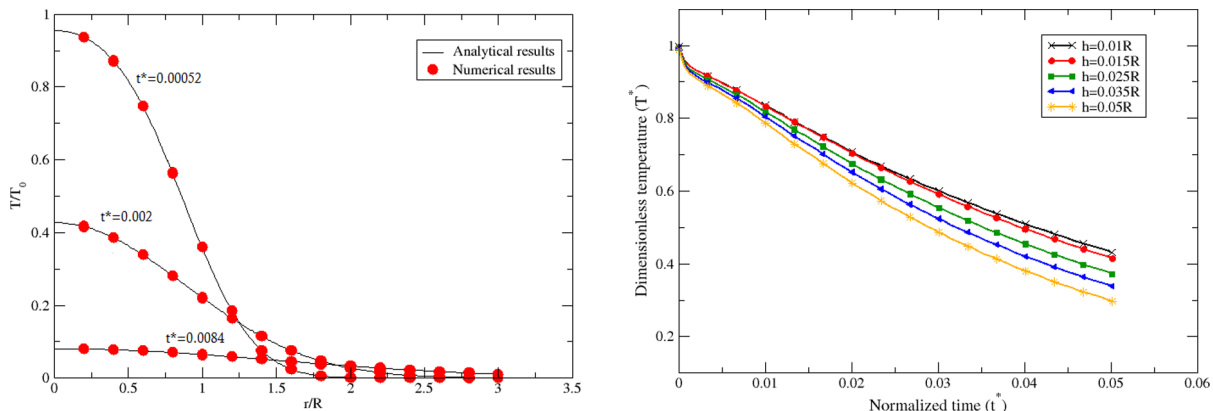 1
0.8
0.6
0.4
0.2
0
T/T0
0
0.5
1
1.5
2
2.5
3
3.5
r/R
t*=0.00052
t*=0.002
t*=0.0084
Analytical results
Numerical results
1
0.8
0.6
0.4
0.2
Dimensionless temperature (T*)
0
0.01
0.02
0.03
0.04
0.05
0.06
Normalized time (t*)
h=0.01R
h=0.015R
h=0.025R
h=0.035R
h=0.05R